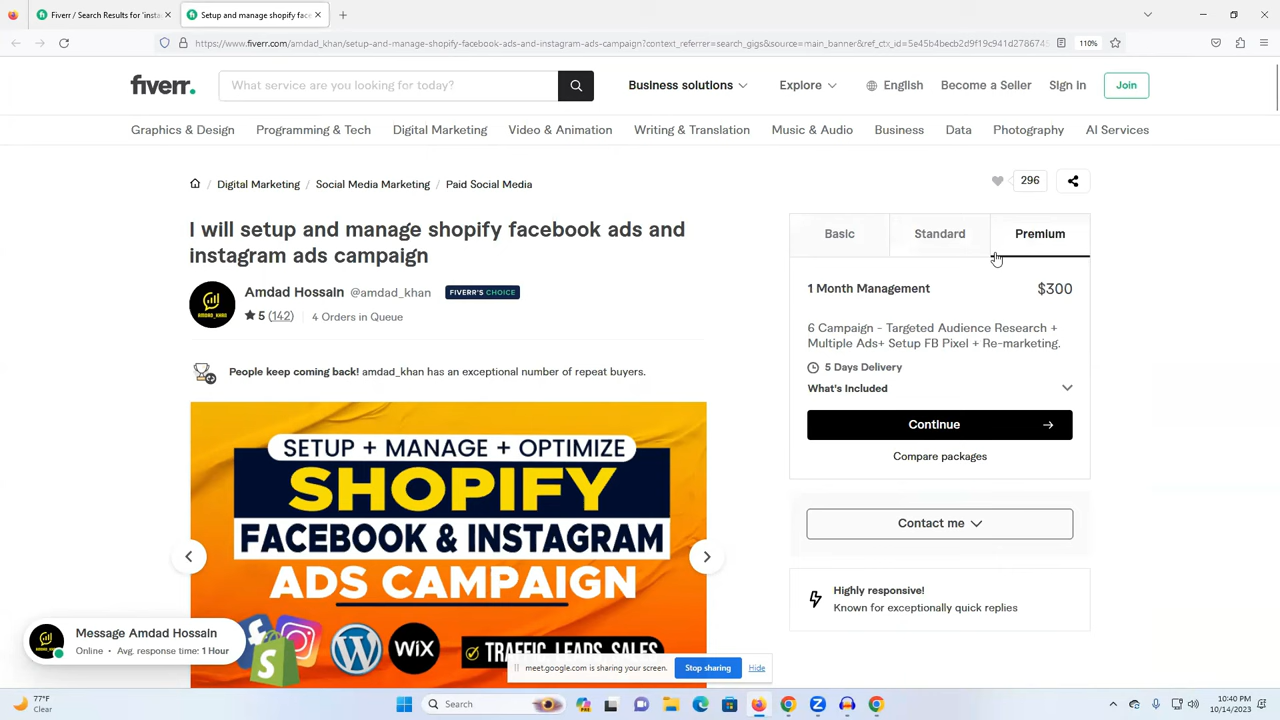 Fiverr / Search Results for 'insta
Setup and manage shopify face
https://www.fiverr.com/amdad_khan/setup-and-manage-shopify-facebook-ads-and-instagram-ads-campaign?context_referrer=search_gigs&source=main_banner&ref_ctx_id=5e45b4becb2d9f19c941d2786745
110%
fiverr.
What service are you looking for today?
Business solutions
Explore
English
Become a Seller
Sign In
Join
Graphics & Design
Programming & Tech
Digital Marketing
Video & Animation
Writing & Translation
Music & Audio
Business
Data
Photography
AI Services
Digital Marketing / Social Media Marketing / Paid Social Media
296
I will setup and manage shopify facebook ads and
instagram ads campaign
Amdad Hossain @amdad_khan FIVERR'S CHOICE
5 (142) 4 Orders in Queue
People keep coming back! amdad_khan has an exceptional number of repeat buyers.
SETUP + MANAGE + OPTIMIZE
SHOPIFY
FACEBOOK & INSTAGRAM
ADS CAMPAIGN
WIX
TRAFFIC, LEADS, SALES
Basic
Standard
Premium
1 Month Management $300
6 Campaign - Targeted Audience Research +
Multiple Ads+ Setup FB Pixel + Re-marketing.
5 Days Delivery
What's Included
Continue
Compare packages
Contact me
Highly responsive!
Known for exceptionally quick replies
Message Amdad Hossain
Online • Avg. response time: 1 Hour
meet.google.com is sharing your screen.
Stop sharing
Hide
77°F
Clear
Search
10:40 PM
10/14/2023